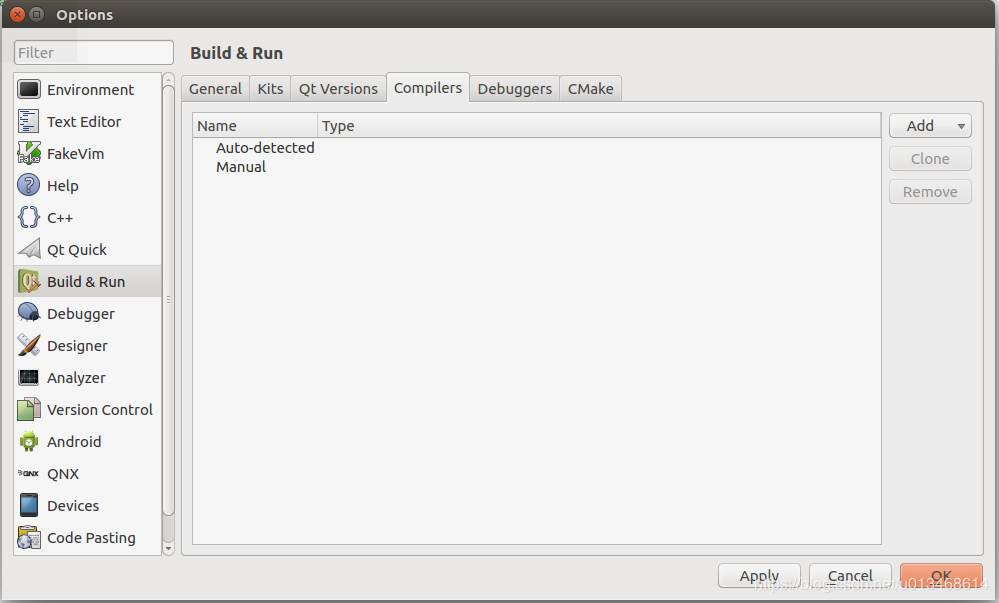 Options
Filter
Build & Run
Environment
Text Editor
FakeVim
Help
C++
Qt Quick
Build & Run
Debugger
Designer
Analyzer
Version Control
Android
QNX
Devices
Code Pasting
General Kits Qt Versions Compilers Debuggers CMake
Name Type
Auto-detected
Manual
Add
Clone
Remove
Apply Cancel OK
https://blog.csdn.net/u013468614